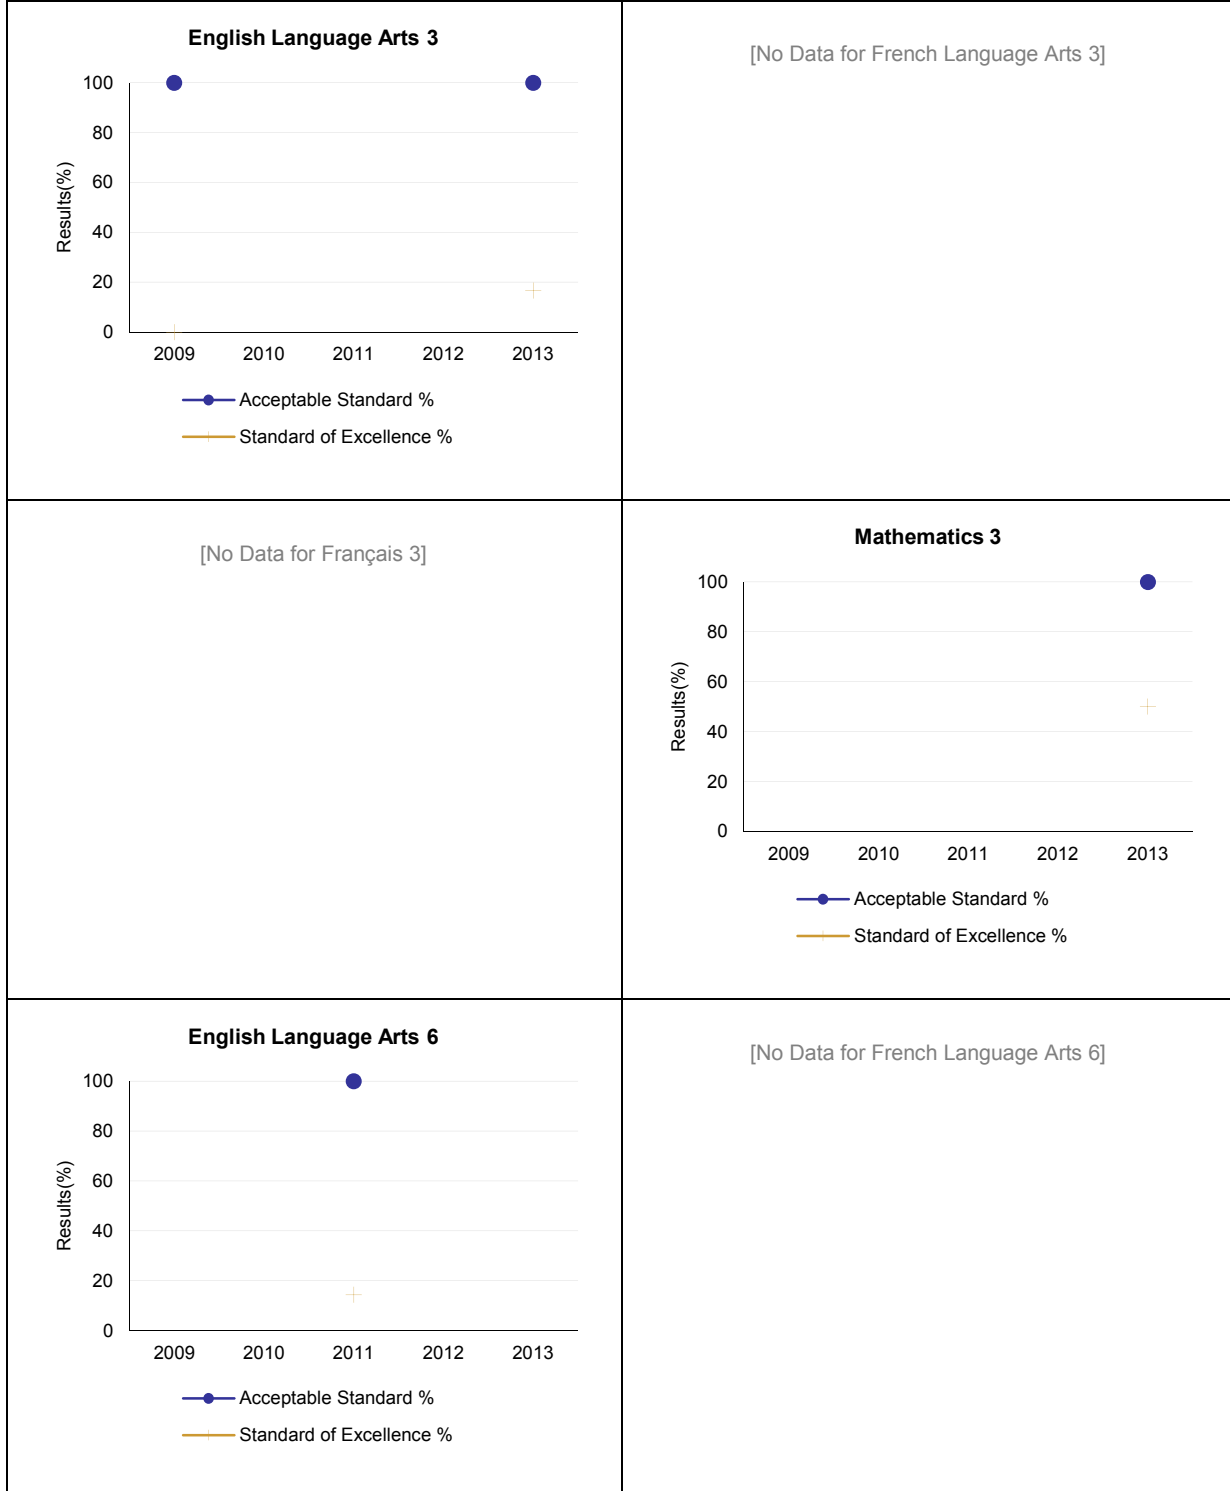 English Language Arts 3
100
80
60
40
20
0
Results(%)
2009 2010 2011 2012 2013
Acceptable Standard %
Standard of Excellence %
[No Data for French Language Arts 3]
[No Data for Français 3]
Mathematics 3
100
80
60
40
20
0
Results(%)
2009 2010 2011 2012 2013
Acceptable Standard %
Standard of Excellence %
English Language Arts 6
100
80
60
40
20
0
Results(%)
2009 2010 2011 2012 2013
Acceptable Standard %
Standard of Excellence %
[No Data for French Language Arts 6]